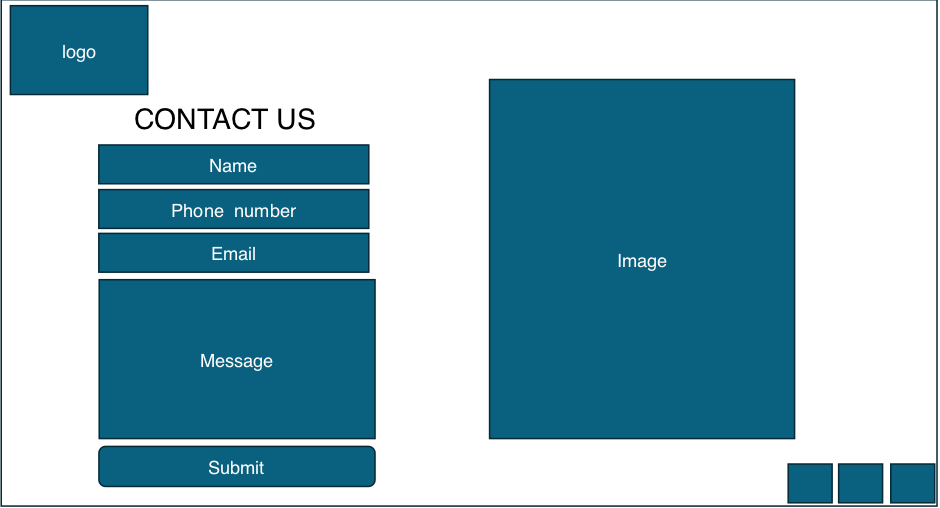 logo
CONTACT US
Name
Phone  number
Email
Message
Submit
Image